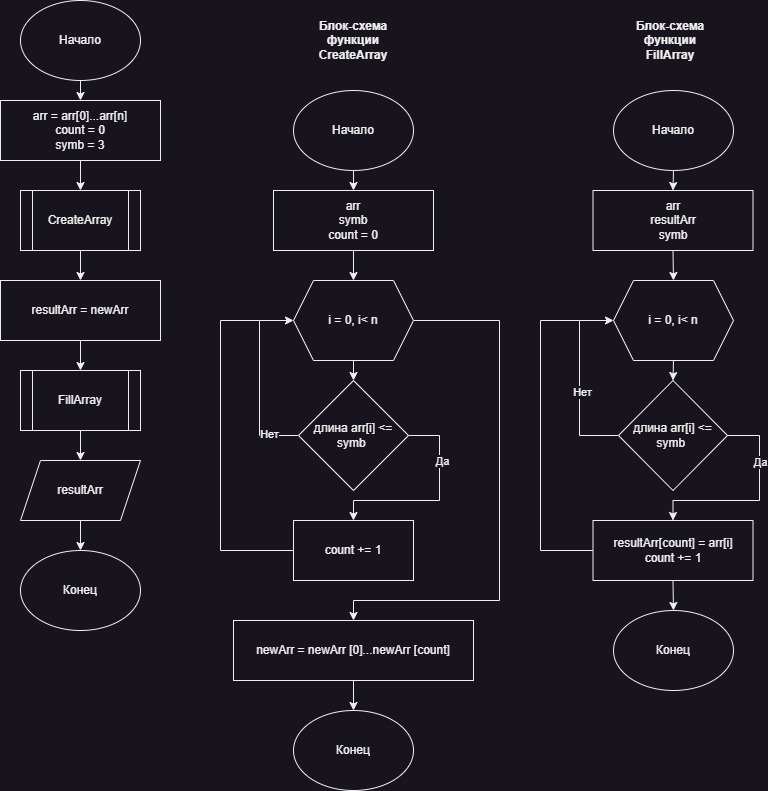 Начало
arr = arr[0]...arr[n]
count = 0
symb = 3
CreateArray
resultArr = newArr
FillArray
resultArr
Конец
Блок-схема
функции
CreateArray
Начало
arr
symb
count = 0
i = 0, i< n
длина arr[i] <=
symb
Нет
Да
count += 1
newArr = newArr [0]...newArr [count]
Конец
Блок-схема
функции
FillArray
Начало
arr
resultArr
symb
i = 0, i< n
Нет
длина arr[i] <=
symb
Да
resultArr[count] = arr[i]
count += 1
Конец